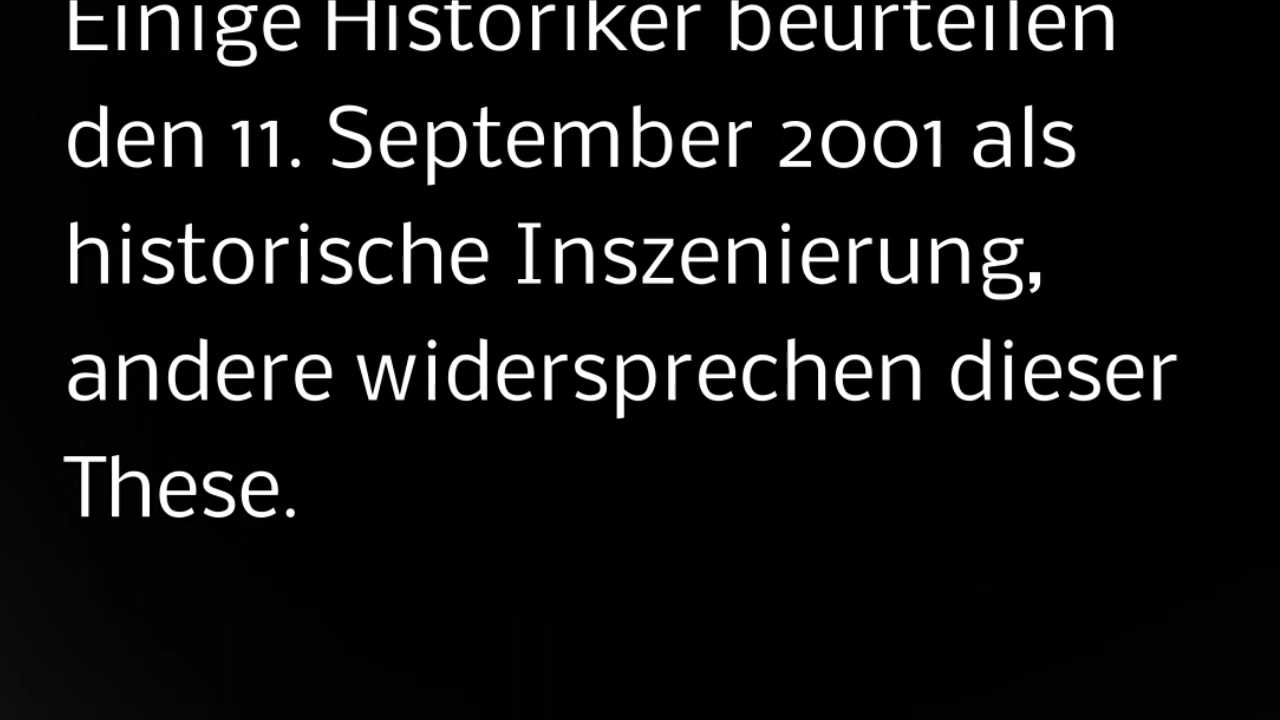 Einige Historiker beurteilen
den 11. September 2001 als
historische Inszenierung,
andere widersprechen dieser
These.